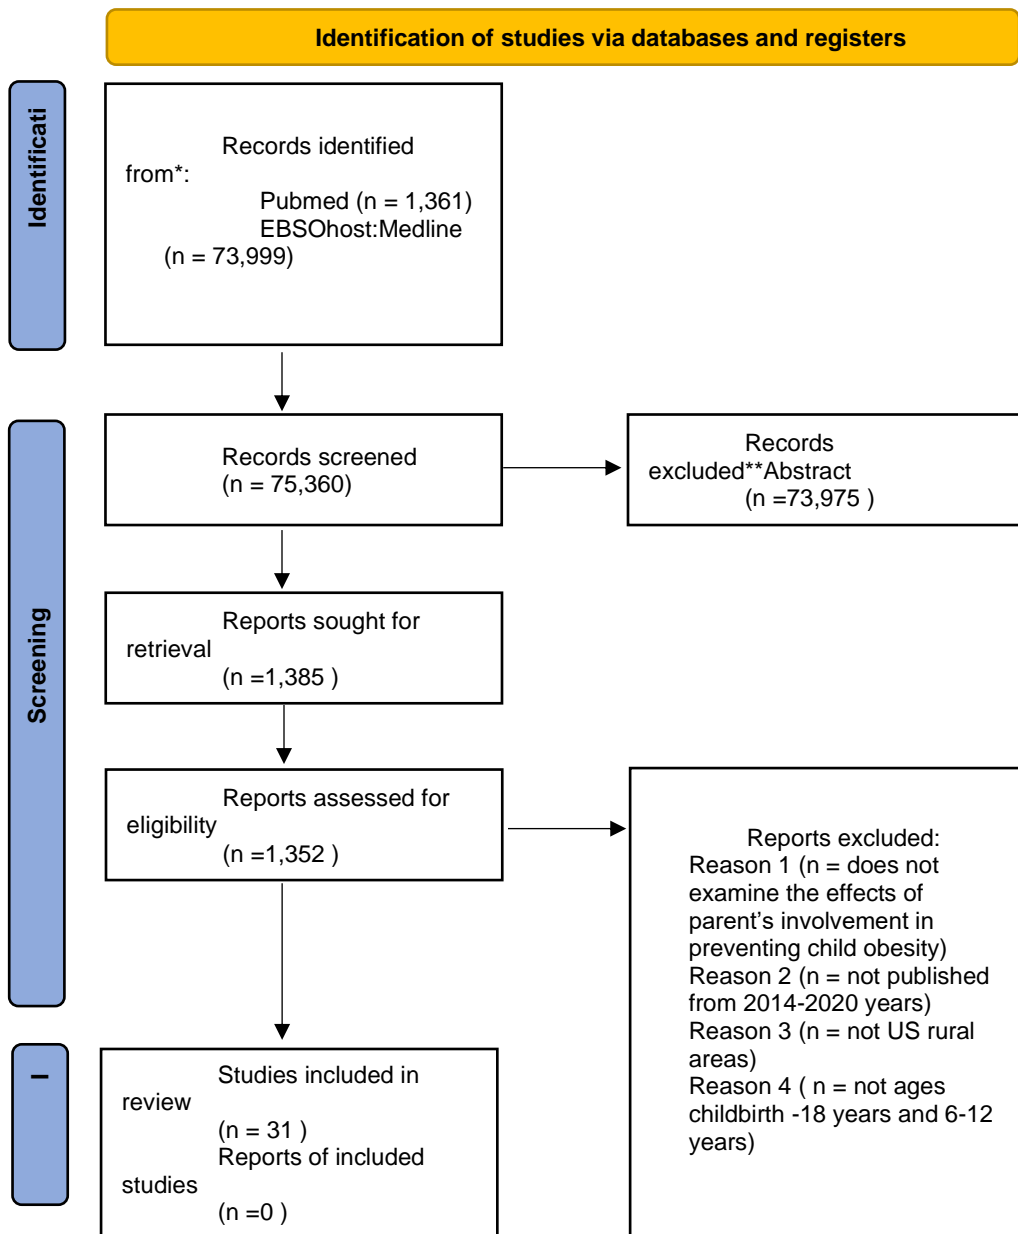 Identification of studies via databases and registers
Identificati
Records identified
from*:
Pubmed (n = 1,361)
EBSOhost:Medline
(n = 73,999)
Screening
Records screened
(n = 75,360)
Records
excluded**Abstract
(n =73,975 )
Reports sought for
retrieval
(n =1,385 )
Reports assessed for
eligibility
(n =1,352 )
Reports excluded:
Reason 1 (n = does not
examine the effects of
parent’s involvement in
preventing child obesity)
Reason 2 (n = not published
from 2014-2020 years)
Reason 3 (n = not US rural
areas)
Reason 4 ( n = not ages
childbirth -18 years and 6-12
years)
I
Studies included in
review
(n = 31 )
Reports of included
studies
(n =0 )